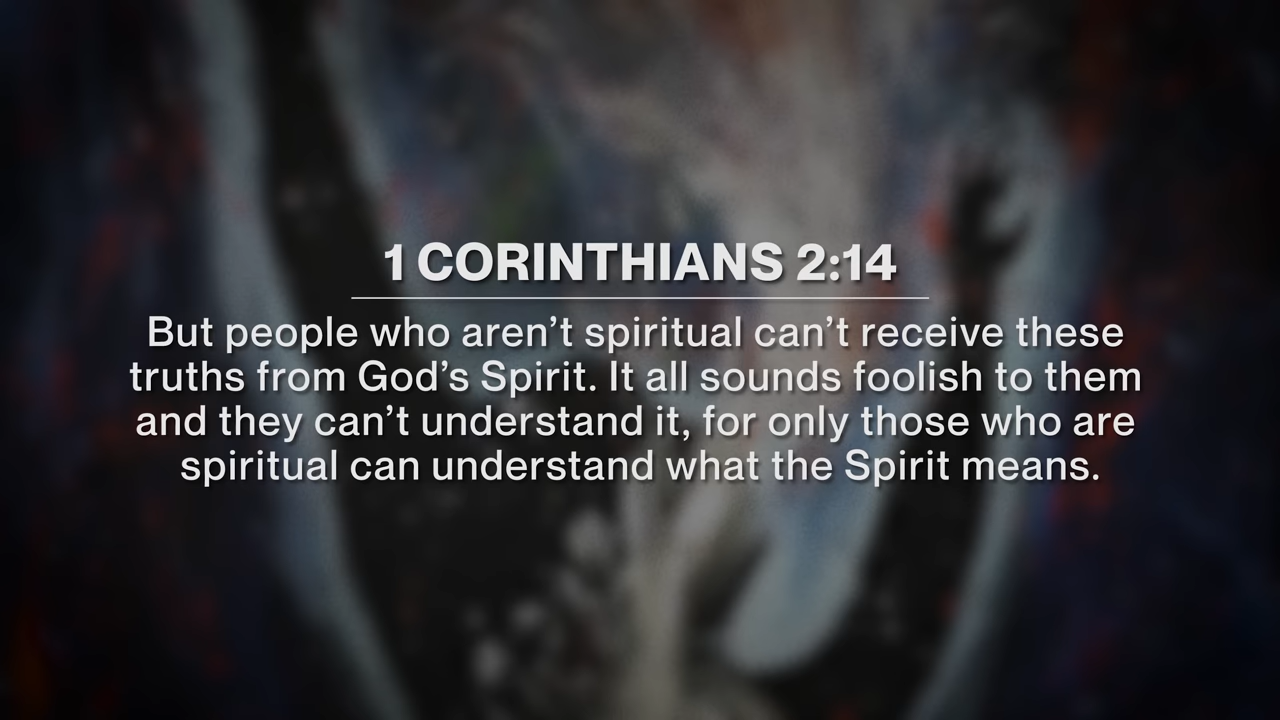 1 CORINTHIANS 2:14
But people who aren’t spiritual can’t receive these
truths from God’s Spirit. It all sounds foolish to them
and they can’t understand it, for only those who are
spiritual can understand what the Spirit means.